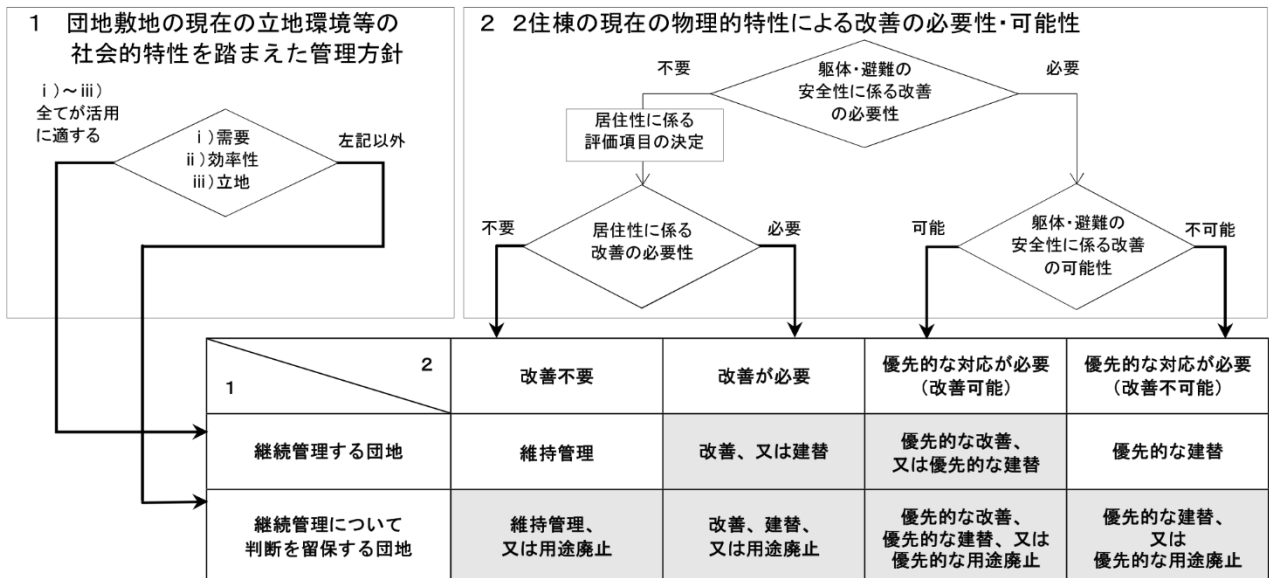 1 団地敷地の現在の立地環境等の
社会的特性を踏まえた管理方針
ⅰ)～ⅲ)
全てが活用
に適する
ⅰ)需要
ⅱ)効率性
ⅲ)立地
左記以外
2 2住棟の現在の物理的特性による改善の必要性・可能性
不要
躯体・避難の
安全性に係る改善
の必要性
必要
居住性に係る
評価項目の決定
不要
居住性に係る
改善の必要性
必要
可能
躯体・避難の
安全性に係る改善
の可能性
不可能
2
1
改善不要
改善が必要
優先的な対応が必要
(改善可能)
優先的な対応が必要
(改善不可能)
継続管理する団地
維持管理
改善、又は建替
優先的な改善、
又は優先的な建替
優先的な建替
継続管理について
判断を留保する団地
維持管理、
又は用途廃止
改善、建替、
又は用途廃止
優先的な改善、
優先的な建替、又は
優先的な用途廃止
優先的な建替、
又は
優先的な用途廃止